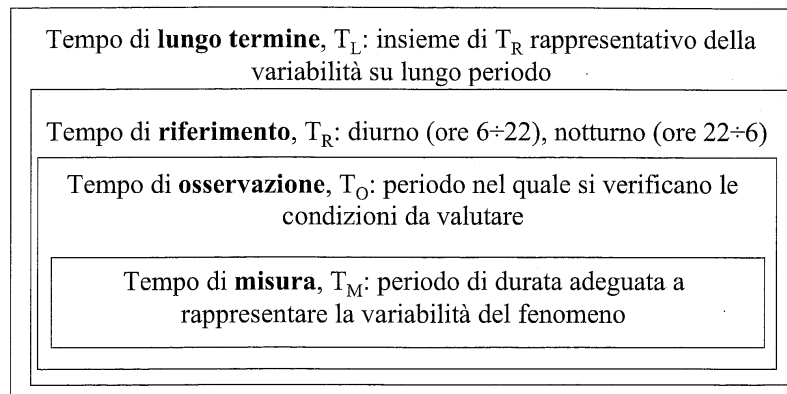 Tempo di lungo termine, T_L: insieme di T_R rappresentativo della
variabilità su lungo periodo
Tempo di riferimento, T_R: diurno (ore 6÷22), notturno (ore 22÷6)
Tempo di osservazione, T_O: periodo nel quale si verificano le
condizioni da valutare
Tempo di misura, T_M: periodo di durata adeguata a
rappresentare la variabilità del fenomeno